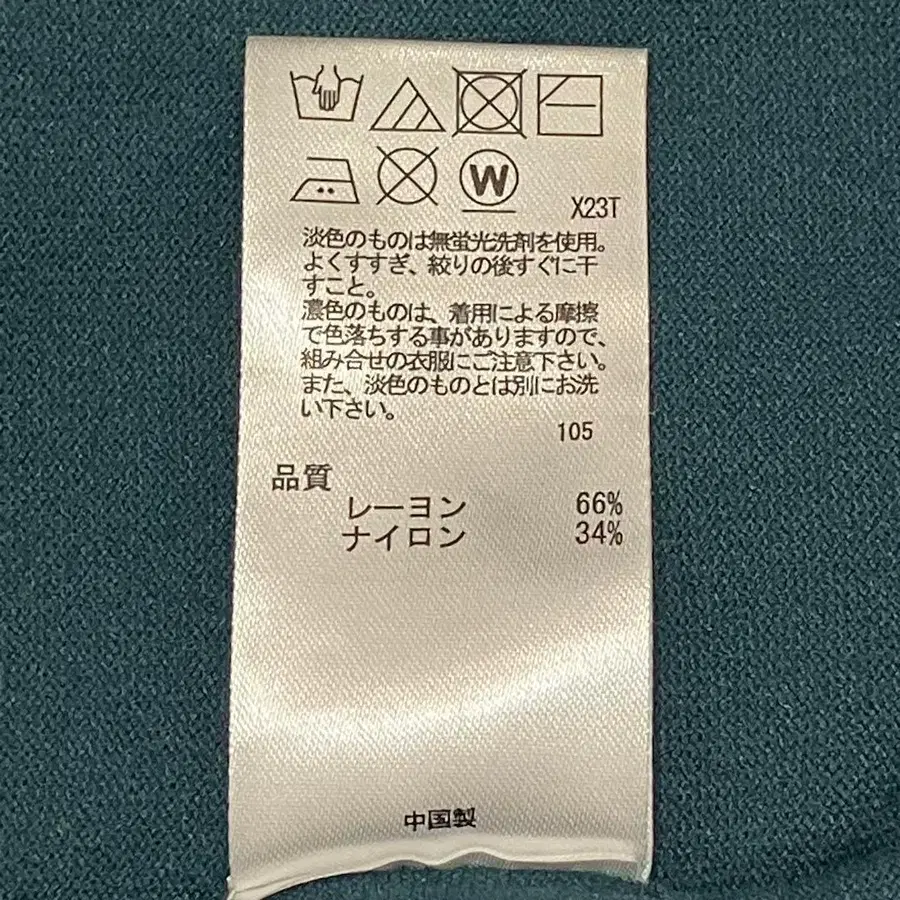 W
X23T
淡色のものは無蛍光洗剤を使用。
よくすすぎ、絞りの後すぐに干
すこと。
濃色のものは、着用による摩擦
で色落ちする事がありますので、
組み合せの衣服にご注意下さい。
また、淡色のものとは別にお洗
い下さい。
105
品質
レーヨン 66%
ナイロン 34%
中国製